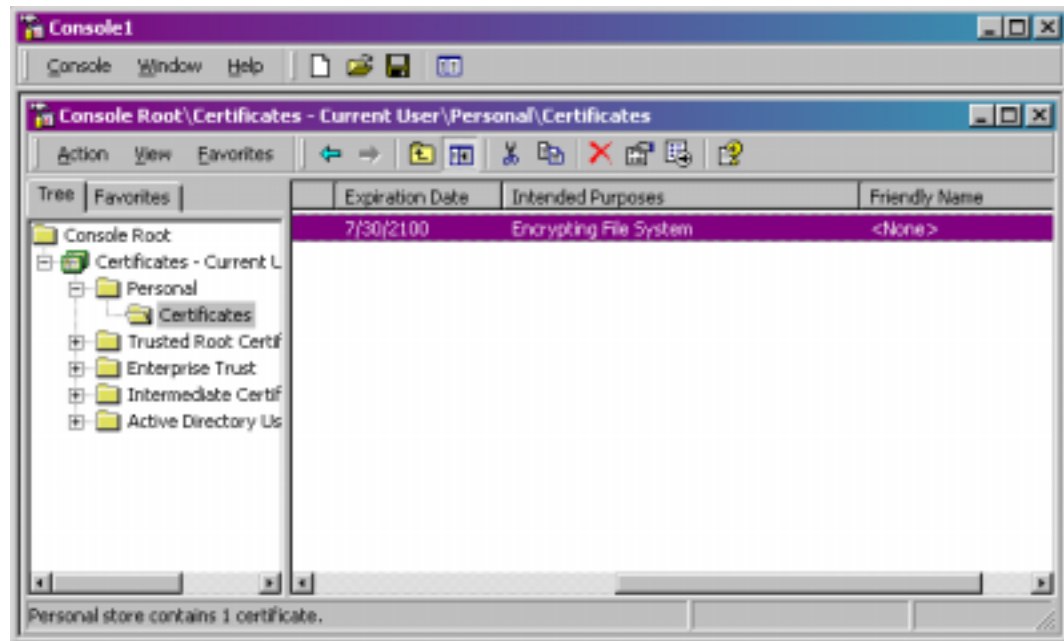 Console1
Console Window Help
Console Root\Certificates - Current User\Personal\Certificates
Action View Favorites
Tree Favorites
Expiration Date Intended Purposes Friendly Name
7/30/2100 Encrypting File System <None>
Console Root
Certificates - Current L
Personal
Certificates
Trusted Root Certif
Enterprise Trust
Intermediate Certif
Active Directory Us
Personal store contains 1 certificate.